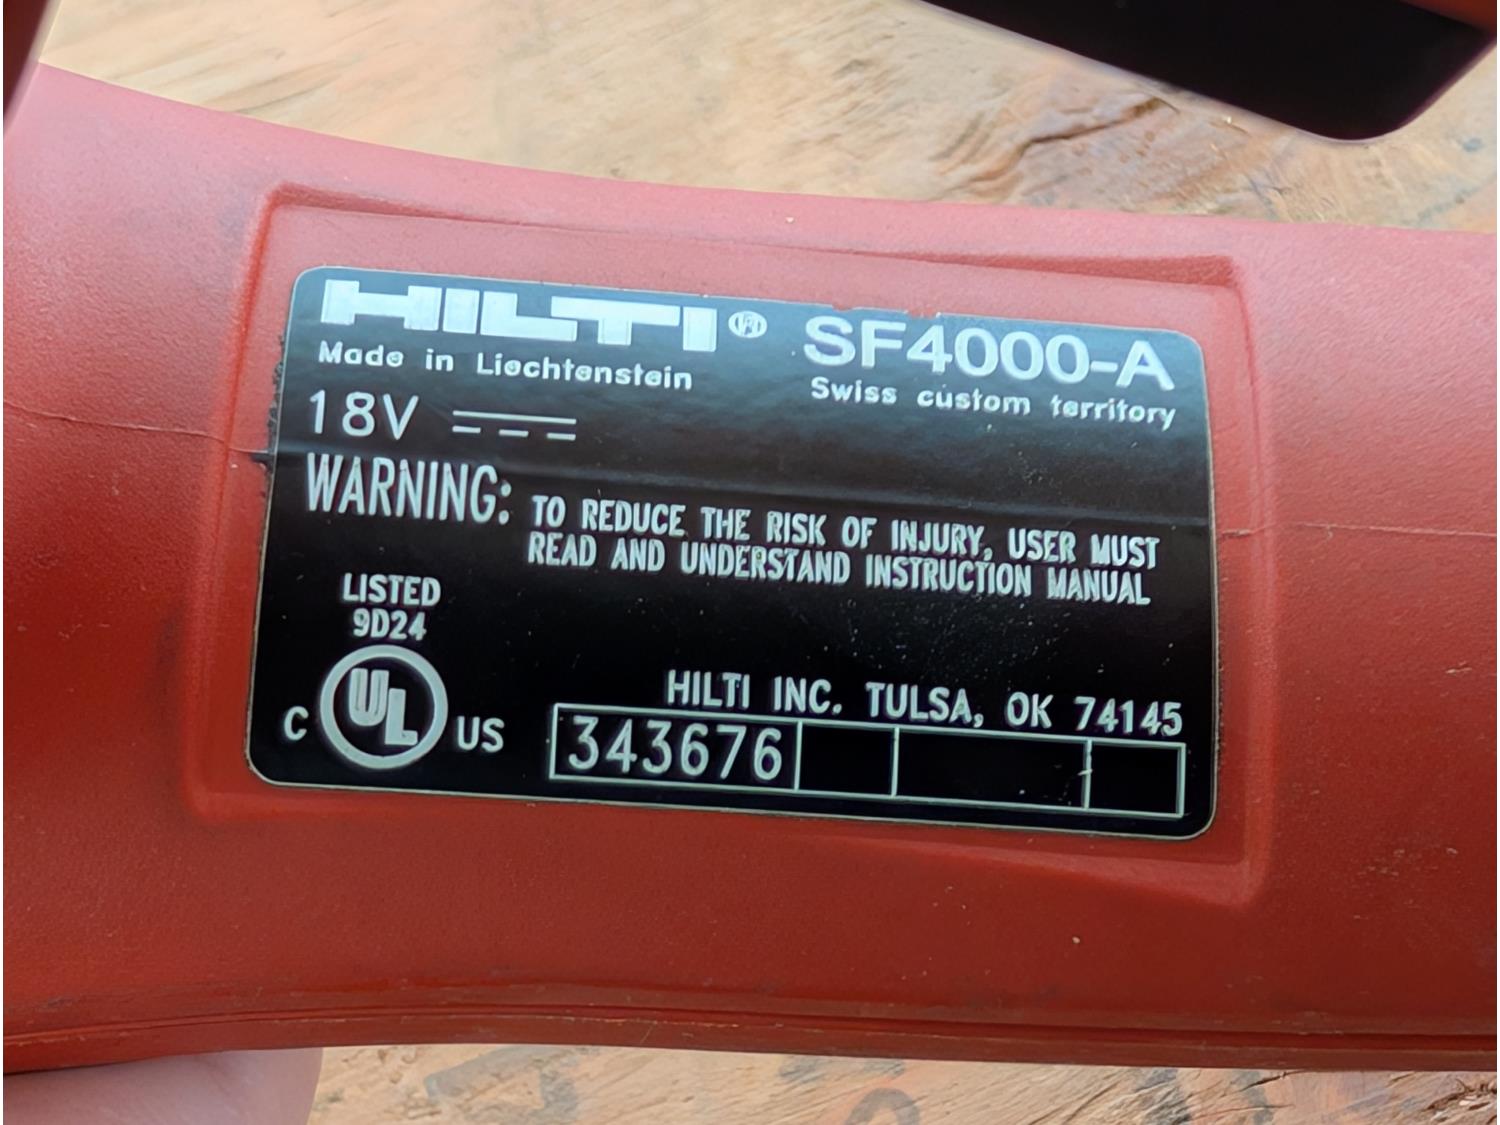 HILTI® SF4000-A
Made in Liechtenstein Swiss custom territory
18V
WARNING: TO REDUCE THE RISK OF INJURY, USER MUST
READ AND UNDERSTAND INSTRUCTION MANUAL
LISTED
9D24
C UL US
HILTI INC. TULSA, OK 74145
343676